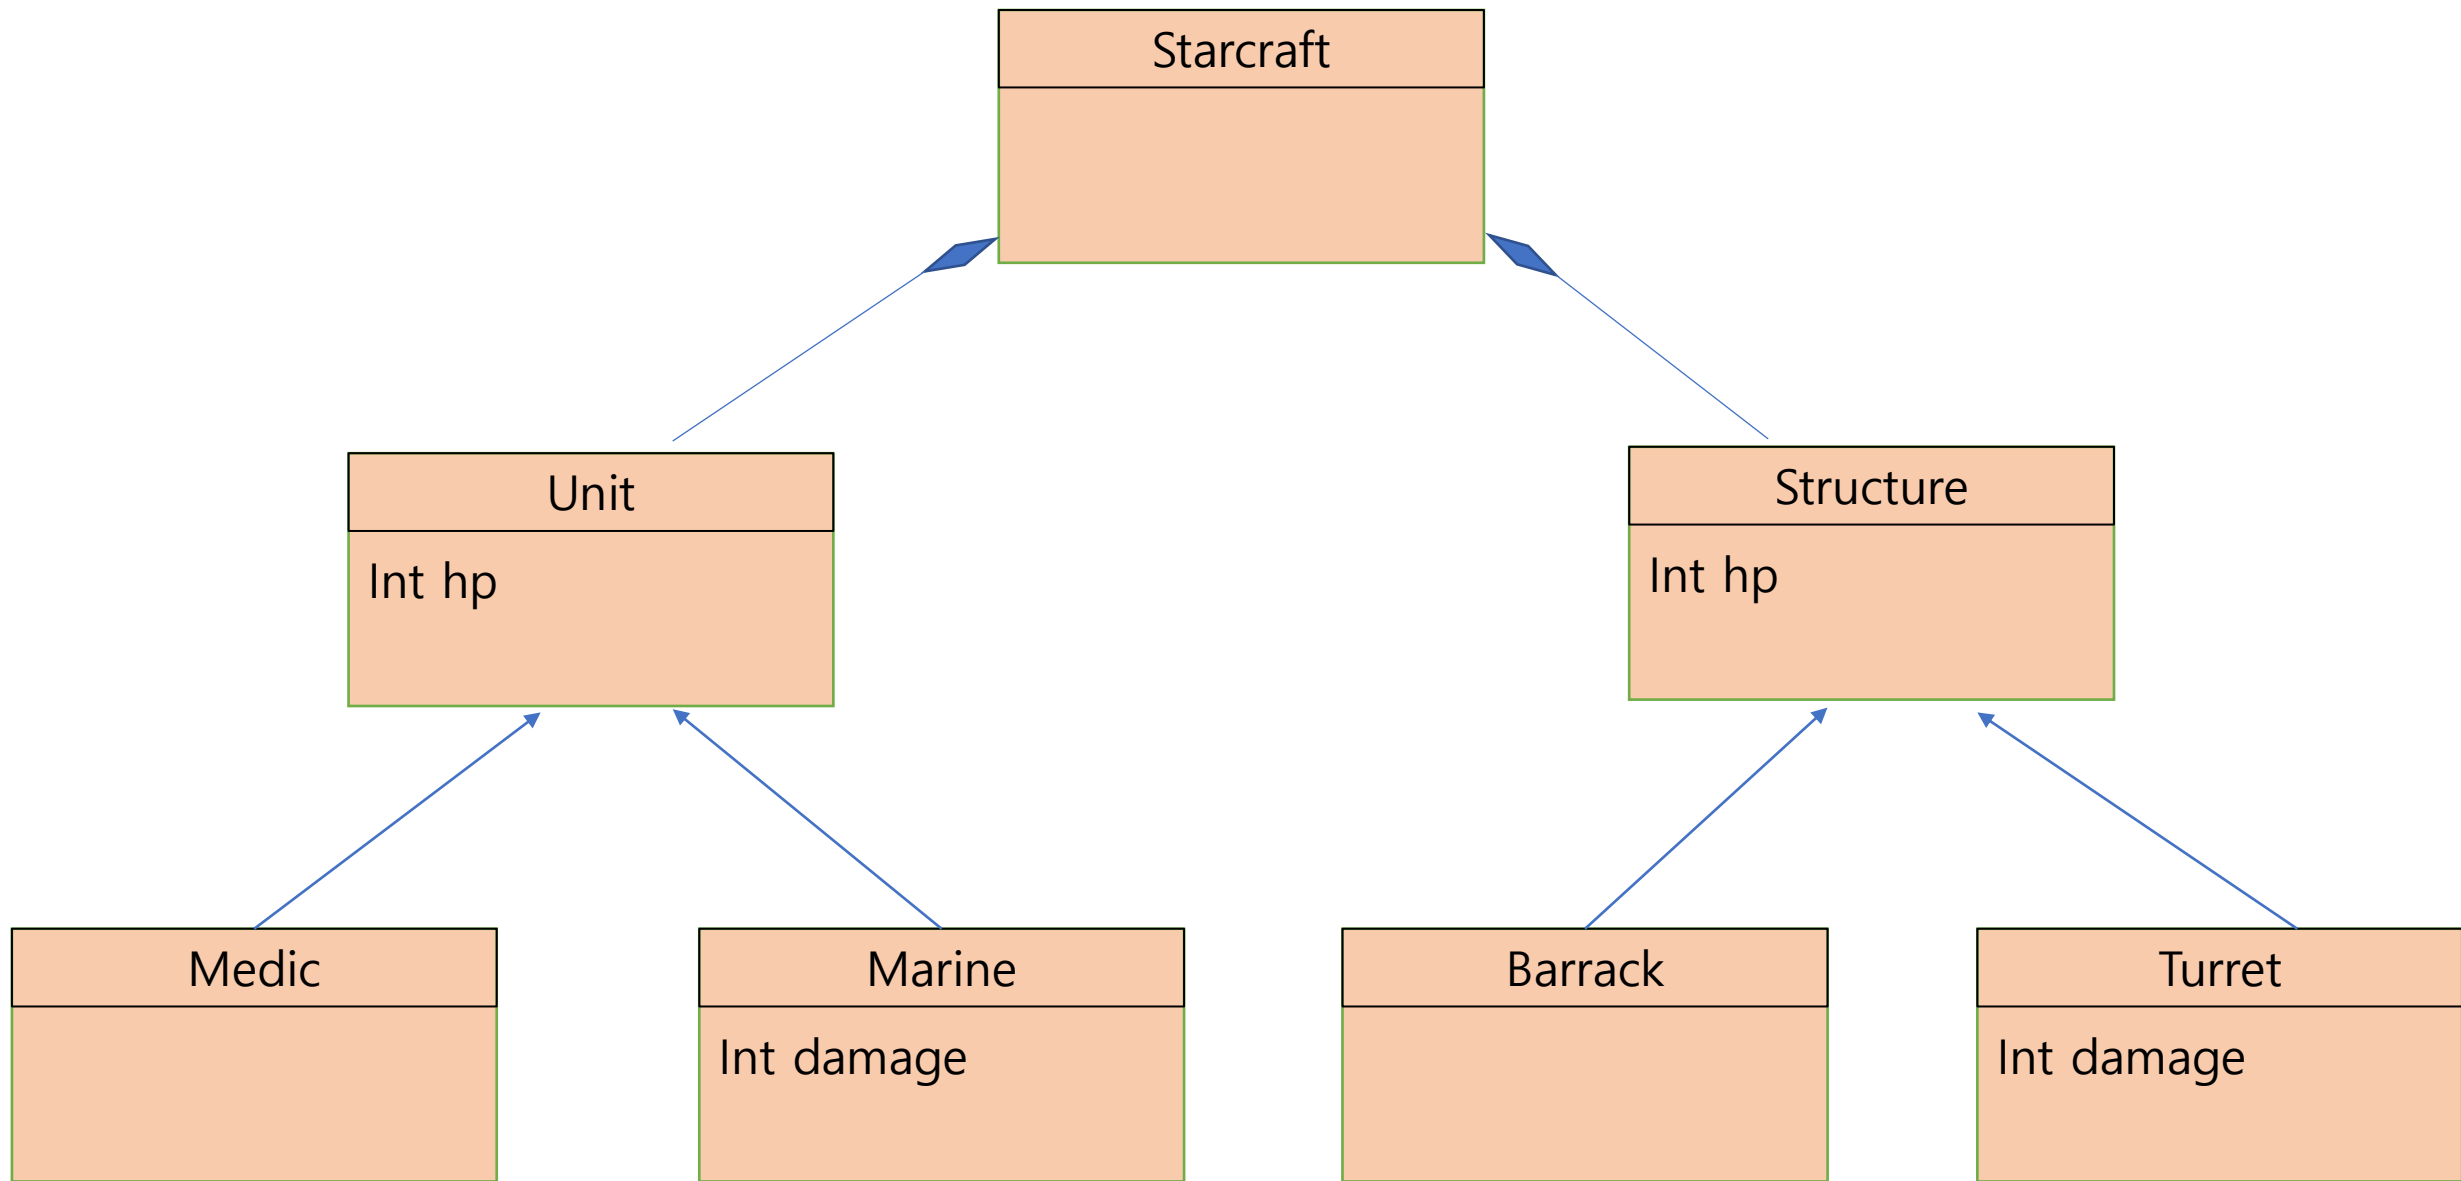 Starcraft
Unit
Int hp
Structure
Int hp
Medic
Marine
Int damage
Barrack
Turret
Int damage